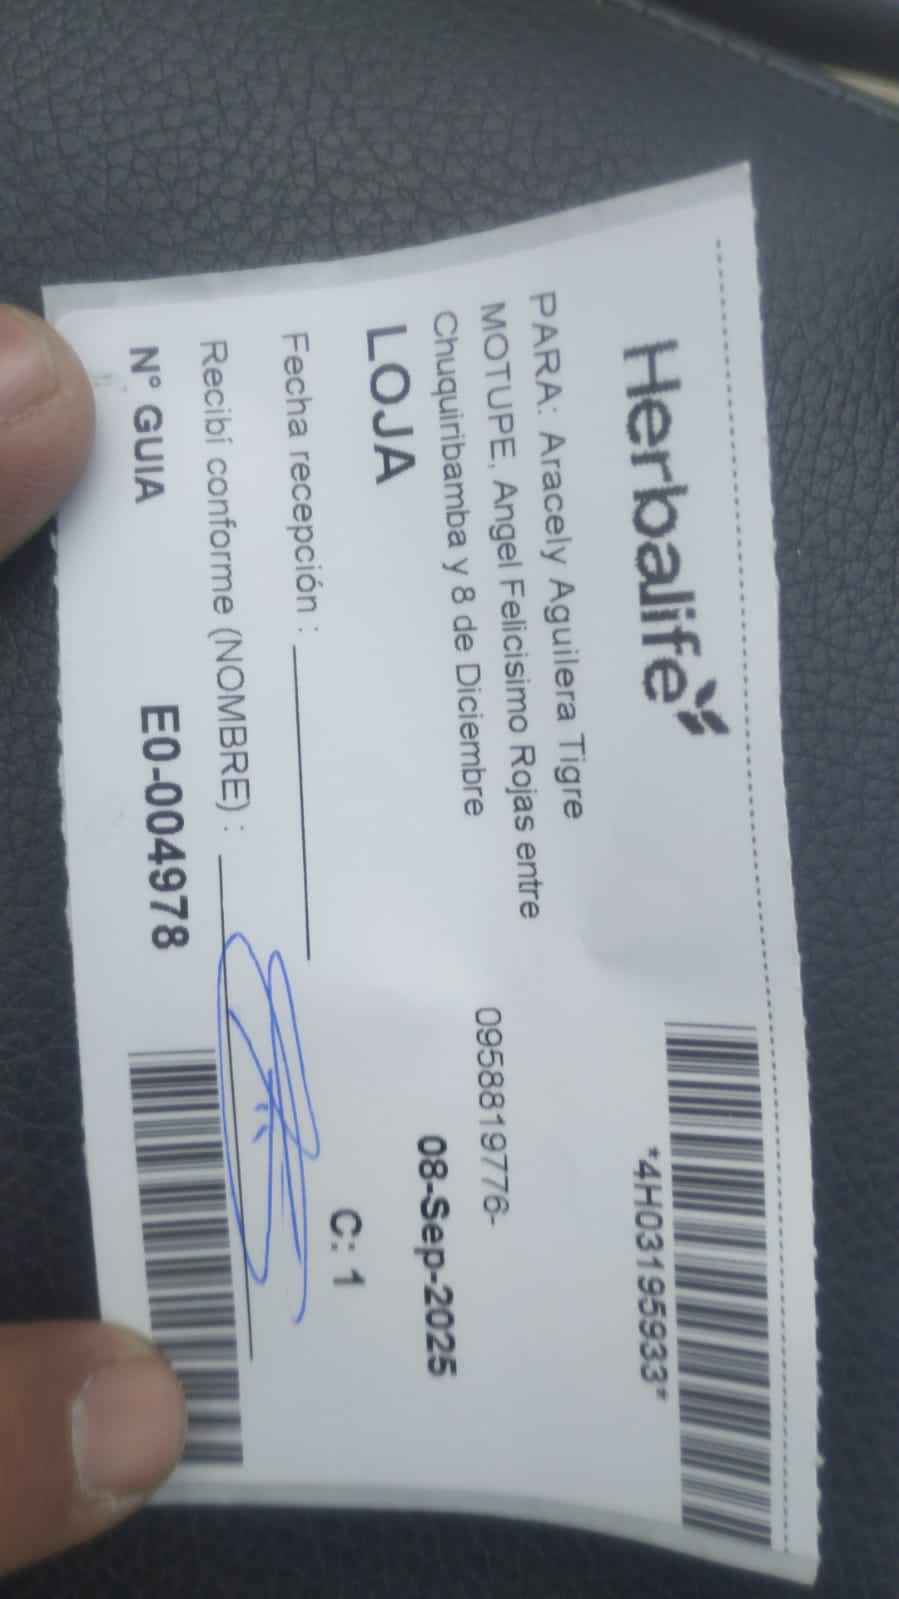 Herbalife
*4H03195933*
PARA: Aracely Aguilera Tigre
MOTUPE, Angel Felicisimo Rojas entre
0958819776-
Chuquiribamba y 8 de Diciembre
08-Sep-2025
LOJA
C: 1
Fecha recepción :
Recibí conforme (NOMBRE) :
N° GUIA E0-004978